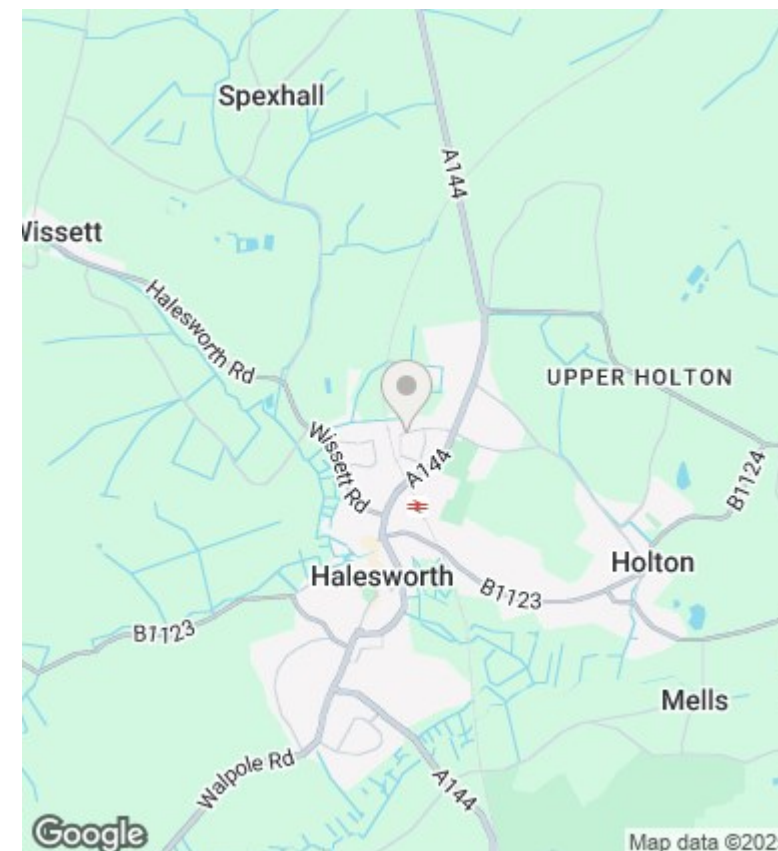 Spexhall
A144
Wissett
Halesworth Rd
UPPER HOLTON
Wissett Rd
A144
B1124
Halesworth
Holton
B1123
B1123
Mells
Walpole Rd
A144
Google
Map data ©202